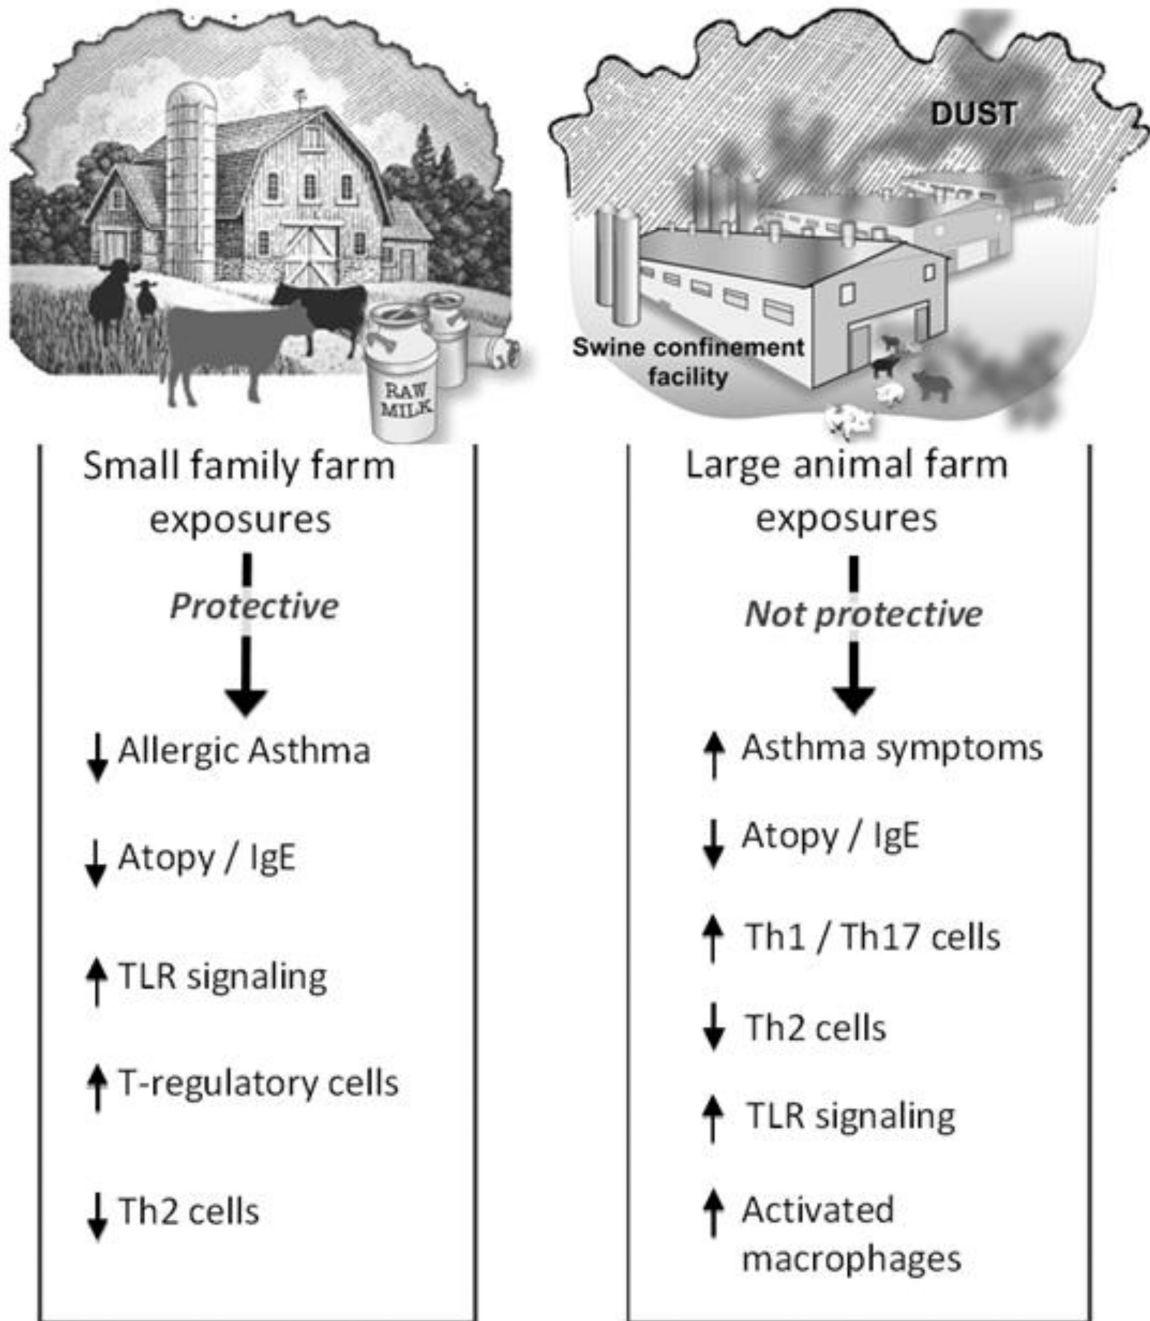 DUST
Swine confinement
facility
RAW
MILK
Small family farm
exposures
Protective
↓ Allergic Asthma
↓ Atopy / IgE
↑ TLR signaling
↑ T-regulatory cells
↓ Th2 cells
Large animal farm
exposures
Not protective
↑ Asthma symptoms
↓ Atopy / IgE
↑ Th1 / Th17 cells
↓ Th2 cells
↑ TLR signaling
↑ Activated
macrophages